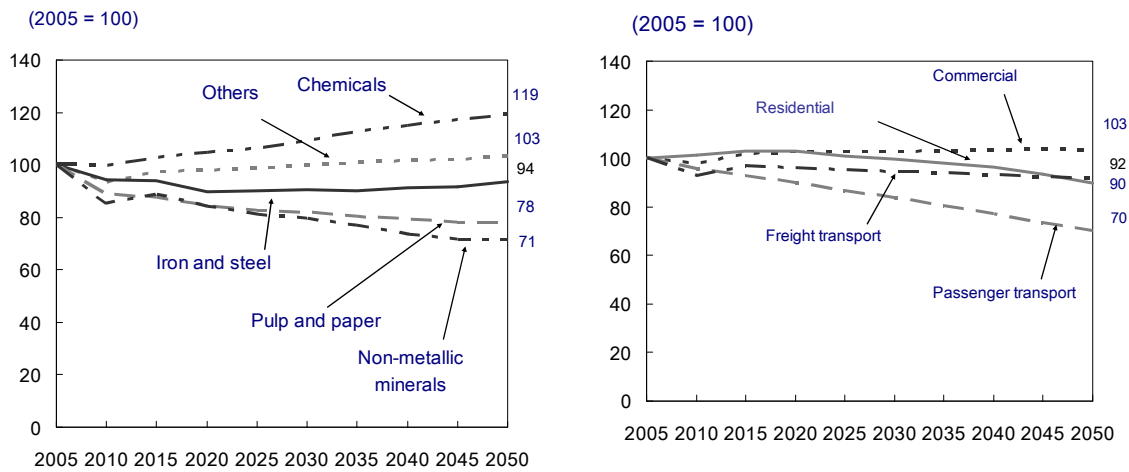 (2005 = 100)
140
120
100
80
60
40
20
0
2005 2010 2015 2020 2025 2030 2035 2040 2045 2050
Others
Chemicals
Iron and steel
Pulp and paper
Non-metallic
minerals
119
103
94
78
71
(2005 = 100)
140
120
100
80
60
40
20
0
2005 2010 2015 2020 2025 2030 2035 2040 2045 2050
Commercial
Residential
Freight transport
Passenger transport
103
92
90
70